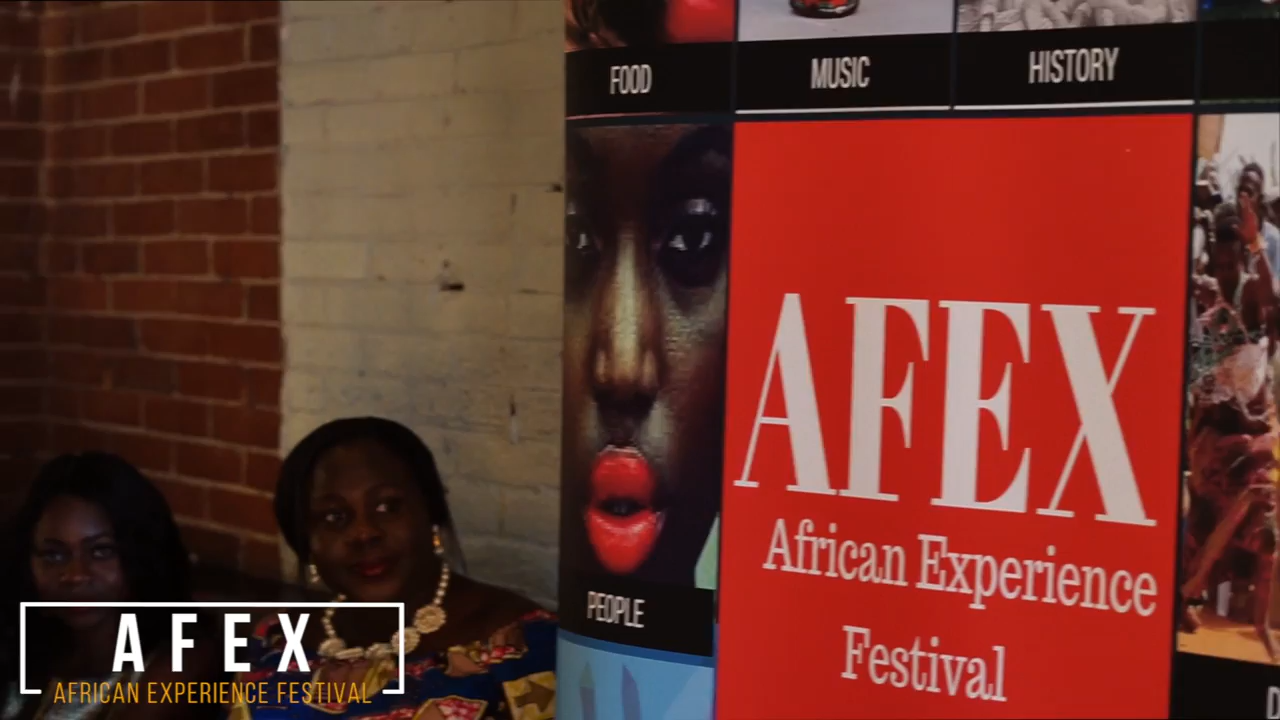 FOOD
MUSIC
HISTORY
AFEX
African Experience
Festival
PEOPLE
AFEX
AFRICAN EXPERIENCE FESTIVAL